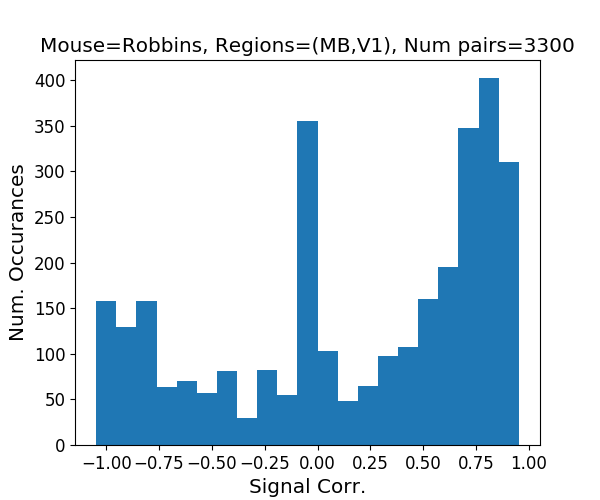 Mouse=Robbins, Regions=(MB,V1), Num pairs=3300
400
350
300
250
200
150
100
50
0
Num. Occurances
−1.00 −0.75 −0.50 −0.25 0.00 0.25 0.50 0.75 1.00
Signal Corr.